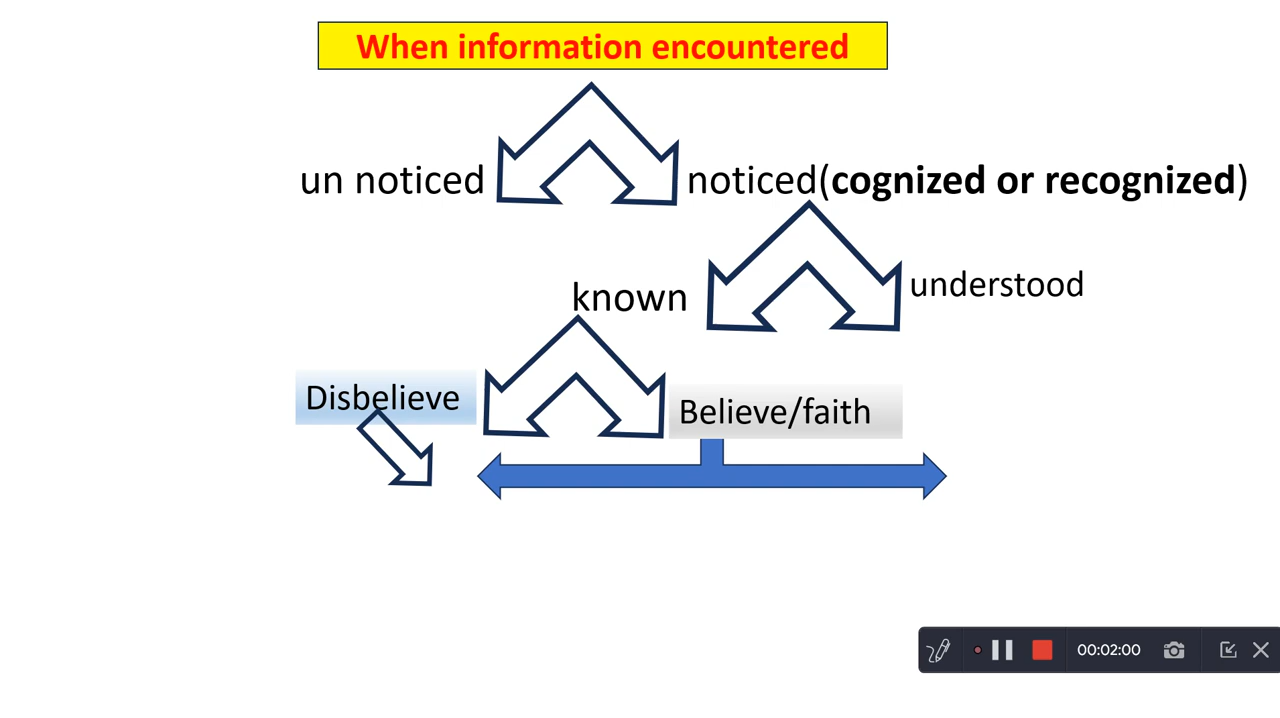 When information encountered
un noticed
noticed(cognized or recognized)
known
understood
Disbelieve
Believe/faith
00:02:00